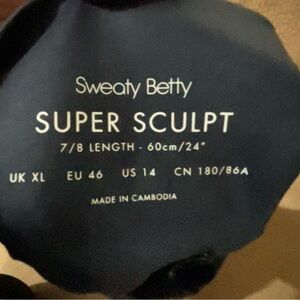 Sweaty Betty
SUPER SCULPT
7/8 LENGTH - 60cm/24"
UK XL EU 46 US 14 CN 180/86A
MADE IN CAMBODIA